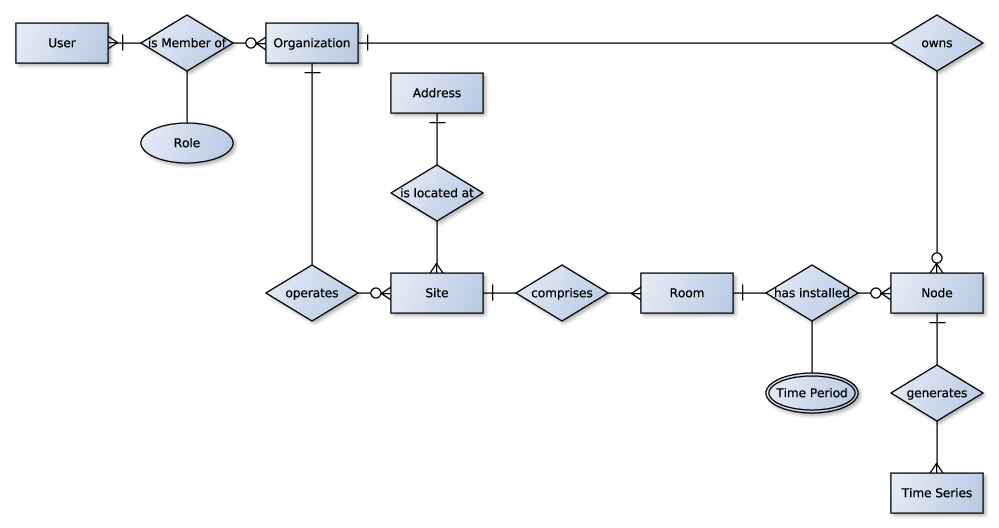 User
is Member of
Organization
owns
Address
Role
is located at
operates
Site
comprises
Room
has installed
Node
Time Period
generates
Time Series